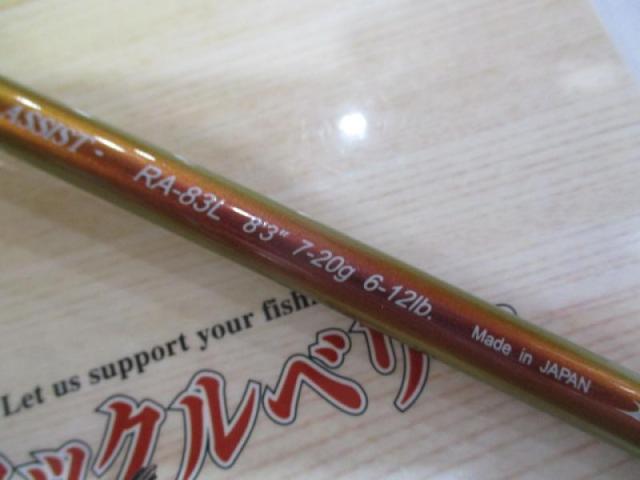 ASSIST- RA-83L 8'3" 7-20g 6-12lb. Made in JAPAN
Let us support your fish
ックルベリ